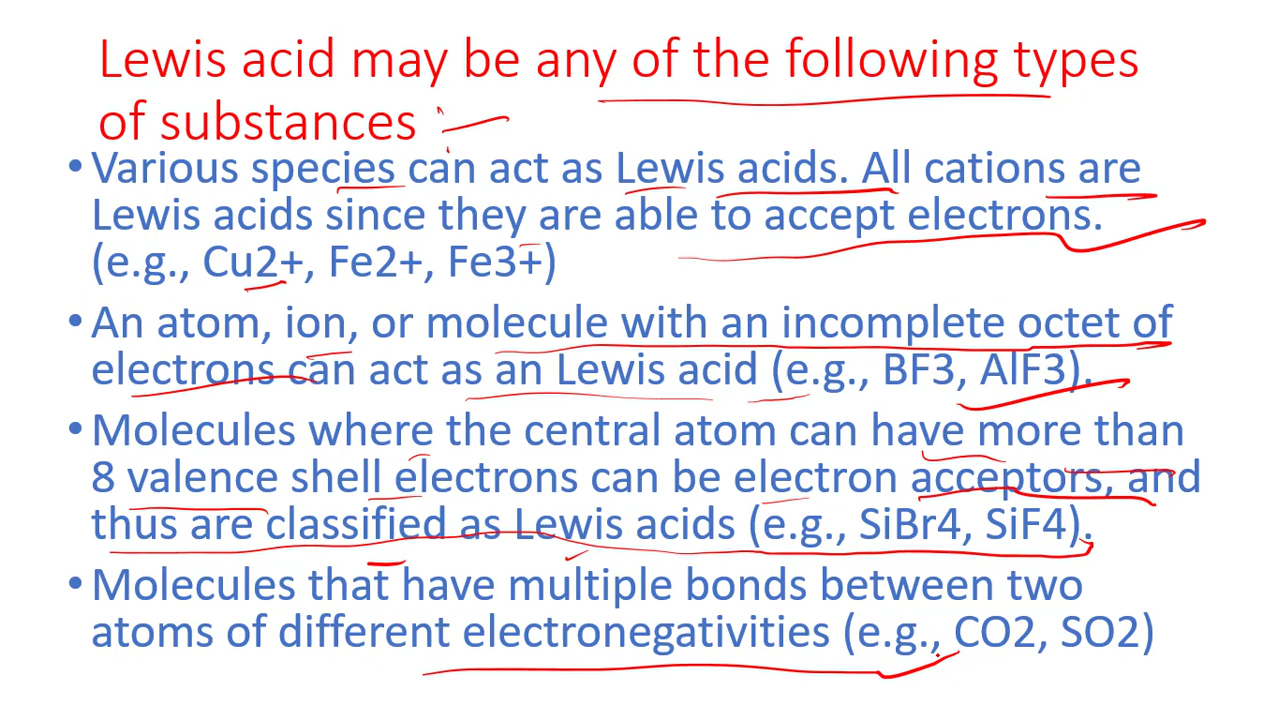 Lewis acid may be any of the following types
of substances :-
• Various species can act as Lewis acids. All cations are
Lewis acids since they are able to accept electrons.
(e.g., Cu2+, Fe2+, Fe3+)
• An atom, ion, or molecule with an incomplete octet of
electrons can act as an Lewis acid (e.g., BF3, AlF3).
• Molecules where the central atom can have more than
8 valence shell electrons can be electron acceptors, and
thus are classified as Lewis acids (e.g., SiBr4, SiF4).
• Molecules that have multiple bonds between two
atoms of different electronegativities (e.g., CO2, SO2)